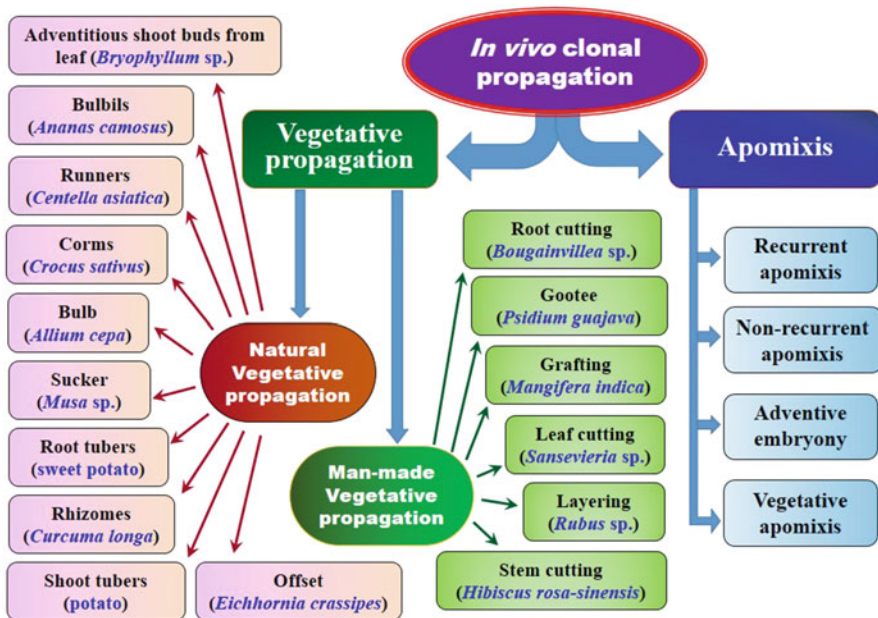 In vivo clonal
propagation
Vegetative
propagation
Apomixis
Adventitious shoot buds from
leaf (Bryophyllum sp.)
Bulbils
(Ananas camosus)
Runners
(Centella asiatica)
Corms
(Crocus sativus)
Bulb
(Allium cepa)
Sucker
(Musa sp.)
Root tubers
(sweet potato)
Rhizomes
(Curcuma longa)
Shoot tubers
(potato)
Offset
(Eichhornia crassipes)
Natural
Vegetative
propagation
Man-made
Vegetative
propagation
Root cutting
(Bougainvillea sp.)
Gootee
(Psidium guajava)
Grafting
(Mangifera indica)
Leaf cutting
(Sansevieria sp.)
Layering
(Rubus sp.)
Stem cutting
(Hibiscus rosa-sinensis)
Recurrent
apomixis
Non-recurrent
apomixis
Adventive
embryony
Vegetative
apomixis